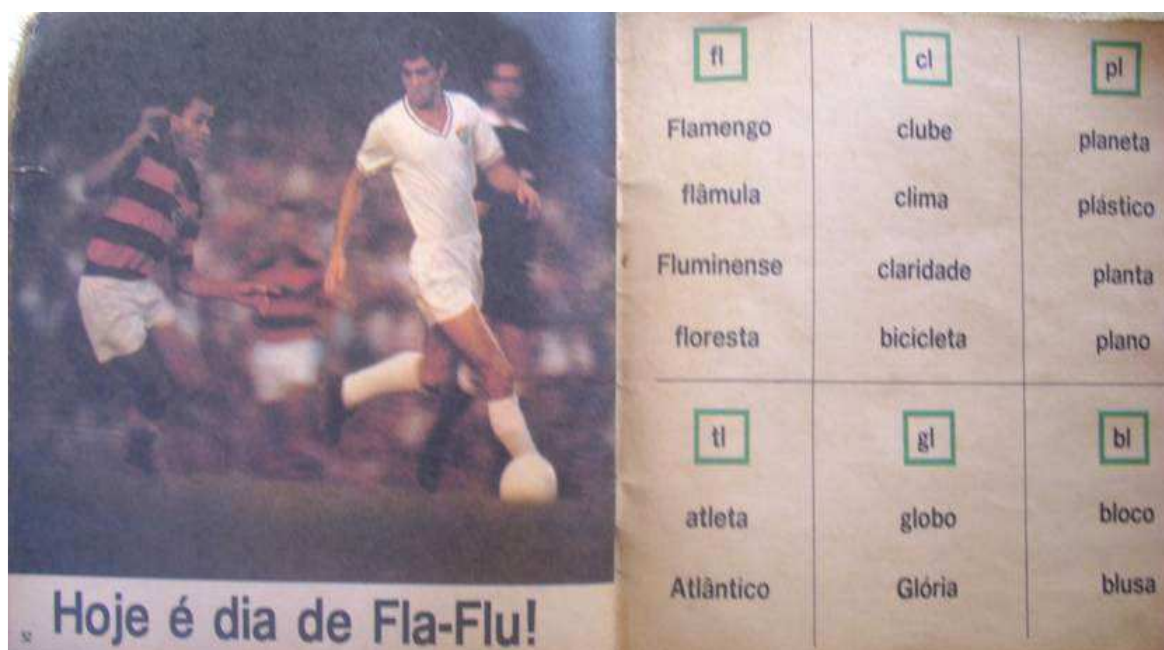 Hoje é dia de Fla-Flu!
fl cl pl
Flamengo clube planeta
flâmula clima plástico
Fluminense claridade planta
floresta bicicleta plano
tl gl bl
atleta globo bloco
Atlântico Glória blusa